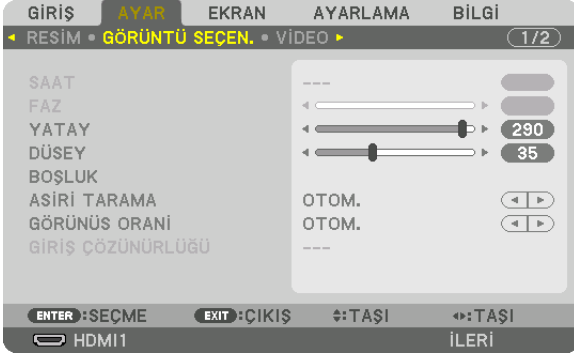 GİRİŞ AYAR EKRAN AYARLAMA BİLGİ
RESİM • GÖRÜNTÜ SEÇEN. • VİDEO 1/2
SAAT ---
FAZ
YATAY 290
DÜSEY 35
BOŞLUK
ASIRI TARAMA OTOM.
GÖRÜNÜS ORANI OTOM.
GİRİŞ ÇÖZÜNÜRLÜĞÜ ---
ENTER :SEÇME EXIT :ÇIKIŞ :TAŞI :TAŞI
HDMI1 İLERİ